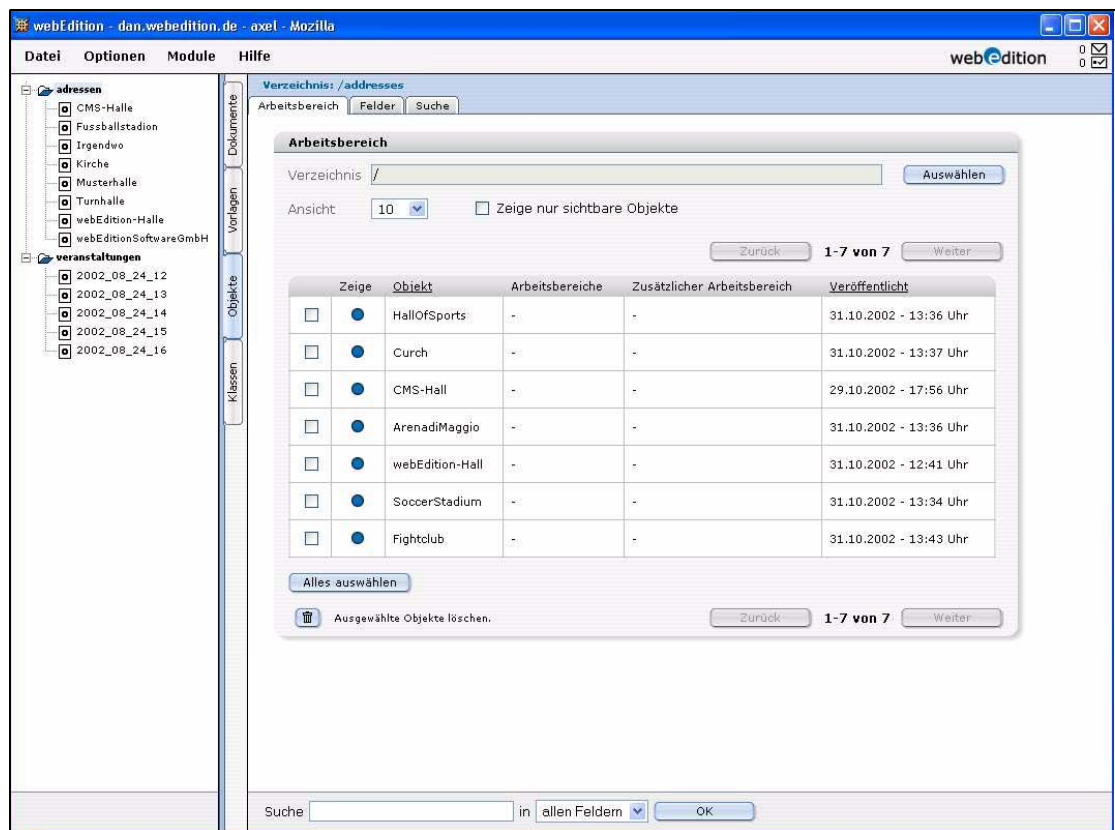 webEdition - dan.webedition.de - axel - Mozilla
Datei Optionen Module Hilfe
webedition
0
0
adressen
CMS-Halle
Fussballstadion
Irgendwo
Kirche
Musterhalle
Turnhalle
webEdition-Halle
webEditionSoftwareGmbH
veranstaltungen
2002_08_24_12
2002_08_24_13
2002_08_24_14
2002_08_24_15
2002_08_24_16
Dokumente
Vorlagen
Objekte
Klassen
Verzeichnis: /addresses
Arbeitsbereich Felder Suche
Arbeitsbereich
Verzeichnis / Auswählen
Ansicht 10 Zeige nur sichtbare Objekte
Zurück 1-7 von 7 Weiter
Zeige Objekt Arbeitsbereiche Zusätzlicher Arbeitsbereich Veröffentlicht
HallOfSports - - 31.10.2002 - 13:36 Uhr
Curch - - 31.10.2002 - 13:37 Uhr
CMS-Hall - - 29.10.2002 - 17:56 Uhr
ArenadiMaggio - - 31.10.2002 - 13:36 Uhr
webEdition-Hall - - 31.10.2002 - 12:41 Uhr
SoccerStadium - - 31.10.2002 - 13:34 Uhr
Fightclub - - 31.10.2002 - 13:43 Uhr
Alles auswählen
Ausgewählte Objekte löschen. Zurück 1-7 von 7 Weiter
Suche in allen Feldern OK